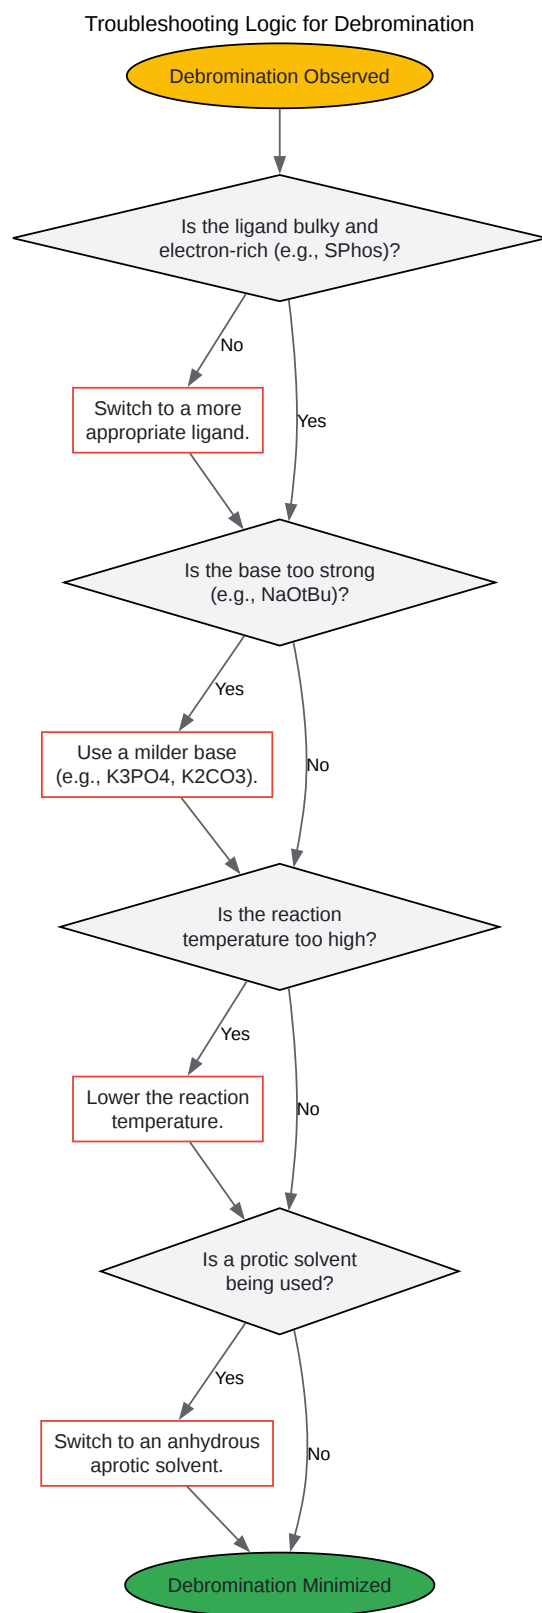 Troubleshooting Logic for Debromination
Debromination Observed
Is the ligand bulky and
electron-rich (e.g., SPhos)?
No
Yes
Switch to a more
appropriate ligand.
Is the base too strong
(e.g., NaOtBu)?
Yes
No
Use a milder base
(e.g., K3PO4, K2CO3).
Is the reaction
temperature too high?
Yes
No
Lower the reaction
temperature.
Is a protic solvent
being used?
Yes
No
Switch to an anhydrous
aprotic solvent.
Debromination Minimized